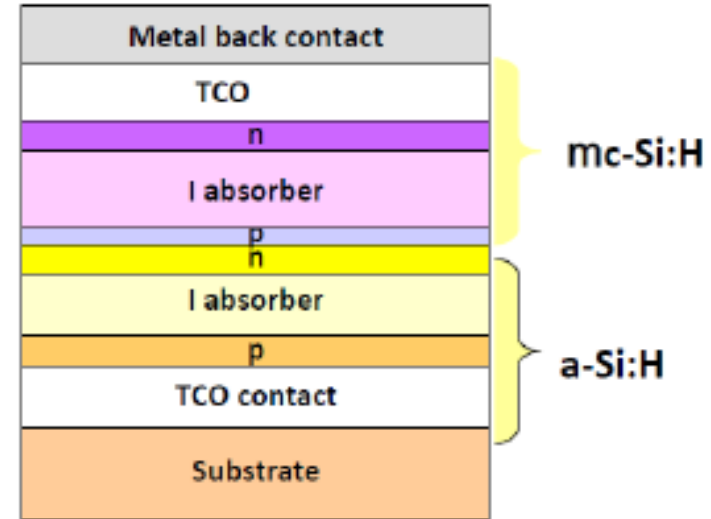 Metal back contact
TCO
n
I absorber
p
n
I absorber
p
TCO contact
Substrate
mc-Si:H
a-Si:H